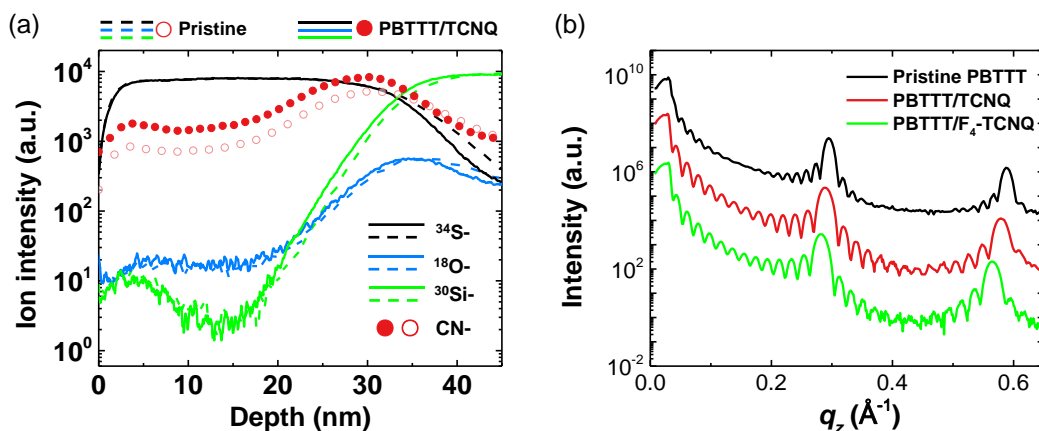 (a)
Pristine
PBTTT/TCNQ
10⁴
10³
10²
10¹
10⁰
Ion intensity (a.u.)
³⁴S-
¹⁸O-
³⁰Si-
CN-
0
10
20
30
40
Depth (nm)
(b)
10¹⁰
10⁶
10²
10⁻²
Intensity (a.u.)
Pristine PBTTT
PBTTT/TCNQ
PBTTT/F₄-TCNQ
0.0
0.2
0.4
0.6
q_z (Å⁻¹)